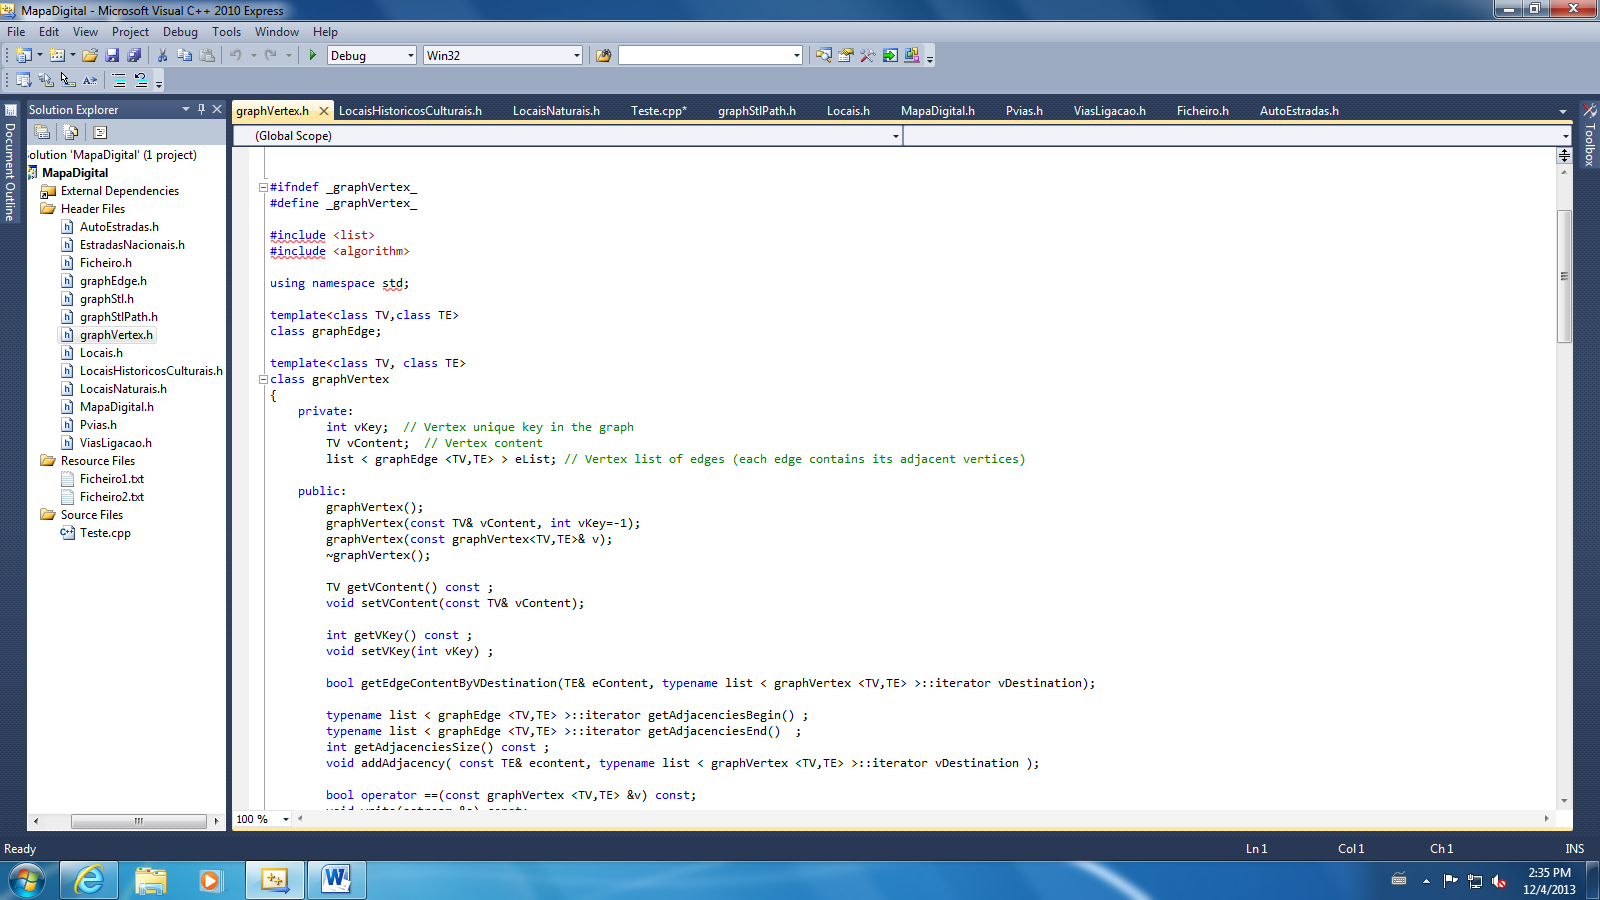 MapaDigital - Microsoft Visual C++ 2010 Express
File Edit View Project Debug Tools Window Help
Debug Win32
Solution Explorer
graphVertex.h LocaisHistoricosCulturais.h LocaisNaturais.h Teste.cpp* graphStlPath.h Locais.h MapaDigital.h Pvias.h ViasLigacao.h Ficheiro.h AutoEstradas.h
Document Outline
Toolbox
(Global Scope)
olution 'MapaDigital' (1 project)
MapaDigital
External Dependencies
Header Files
AutoEstradas.h
EstradasNacionais.h
Ficheiro.h
graphEdge.h
graphStl.h
graphStlPath.h
graphVertex.h
Locais.h
LocaisHistoricosCulturais.h
LocaisNaturais.h
MapaDigital.h
Pvias.h
ViasLigacao.h
Resource Files
Ficheiro1.txt
Ficheiro2.txt
Source Files
Teste.cpp
#ifndef _graphVertex_
#define _graphVertex_
#include <list>
#include <algorithm>
using namespace std;
template<class TV,class TE>
class graphEdge;
template<class TV, class TE>
class graphVertex
{
private:
int vKey;  // Vertex unique key in the graph
TV vContent;  // Vertex content
list < graphEdge <TV,TE> > eList; // Vertex list of edges (each edge contains its adjacent vertices)
public:
graphVertex();
graphVertex(const TV& vContent, int vKey=-1);
graphVertex(const graphVertex<TV,TE>& v);
~graphVertex();
TV getVContent() const ;
void setVContent(const TV& vContent);
int getVKey() const ;
void setVKey(int vKey) ;
bool getEdgeContentByVDestination(TE& eContent, typename list < graphVertex <TV,TE> >::iterator vDestination);
typename list < graphEdge <TV,TE> >::iterator getAdjacenciesBegin() ;
typename list < graphEdge <TV,TE> >::iterator getAdjacenciesEnd()  ;
int getAdjacenciesSize() const ;
void addAdjacency( const TE& econtent, typename list < graphVertex <TV,TE> >::iterator vDestination );
bool operator ==(const graphVertex <TV,TE> &v) const;
void write(ostream &o) const;
100 %
Ready Ln 1 Col 1 Ch 1 INS
2:35 PM
12/4/2013